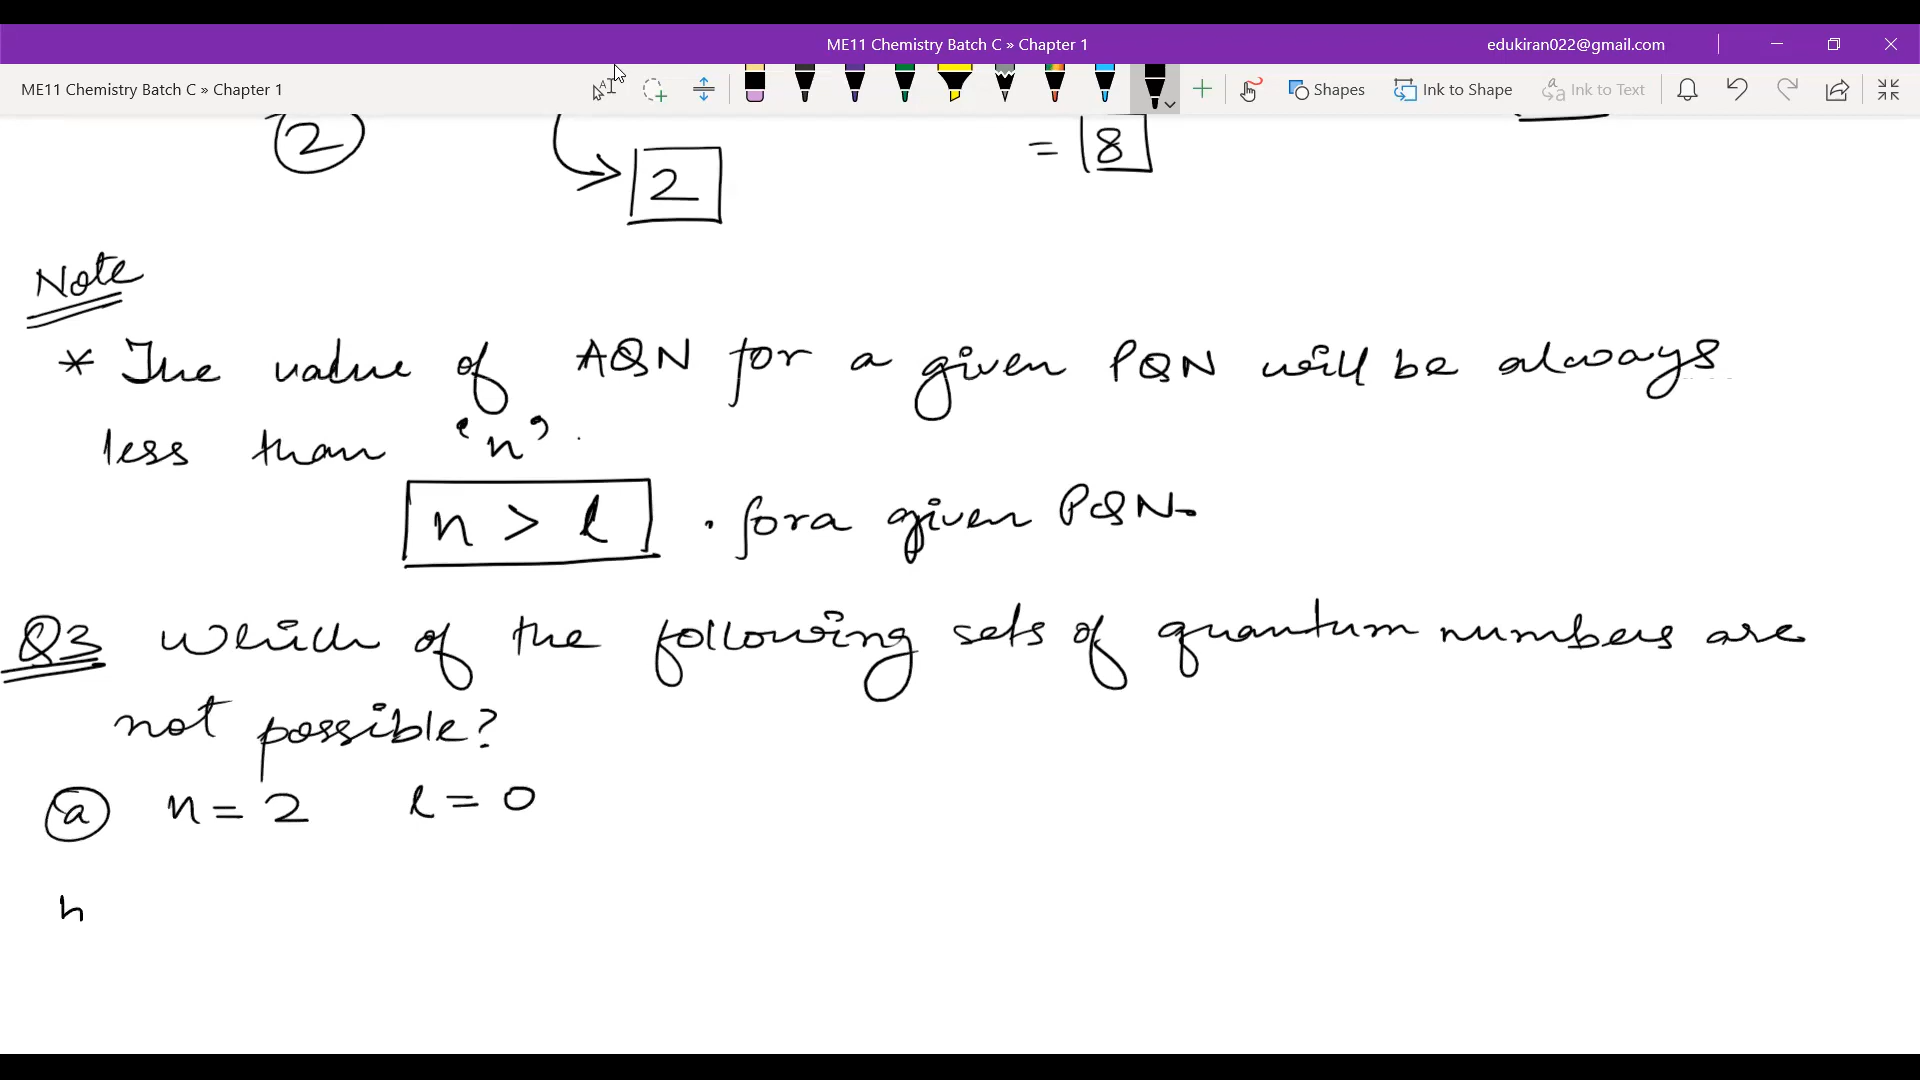 ME11 Chemistry Batch C » Chapter 1
edukiran022@gmail.com
ME11 Chemistry Batch C » Chapter 1
Shapes
Ink to Shape
Ink to Text
2
2
= 8
Note
* The value of AQN for a given PQN will be always
less than 'n'.
n > l . for a given PQN.
Q3 which of the following sets of quantum numbers are
not possible?
a n = 2 l = 0
h